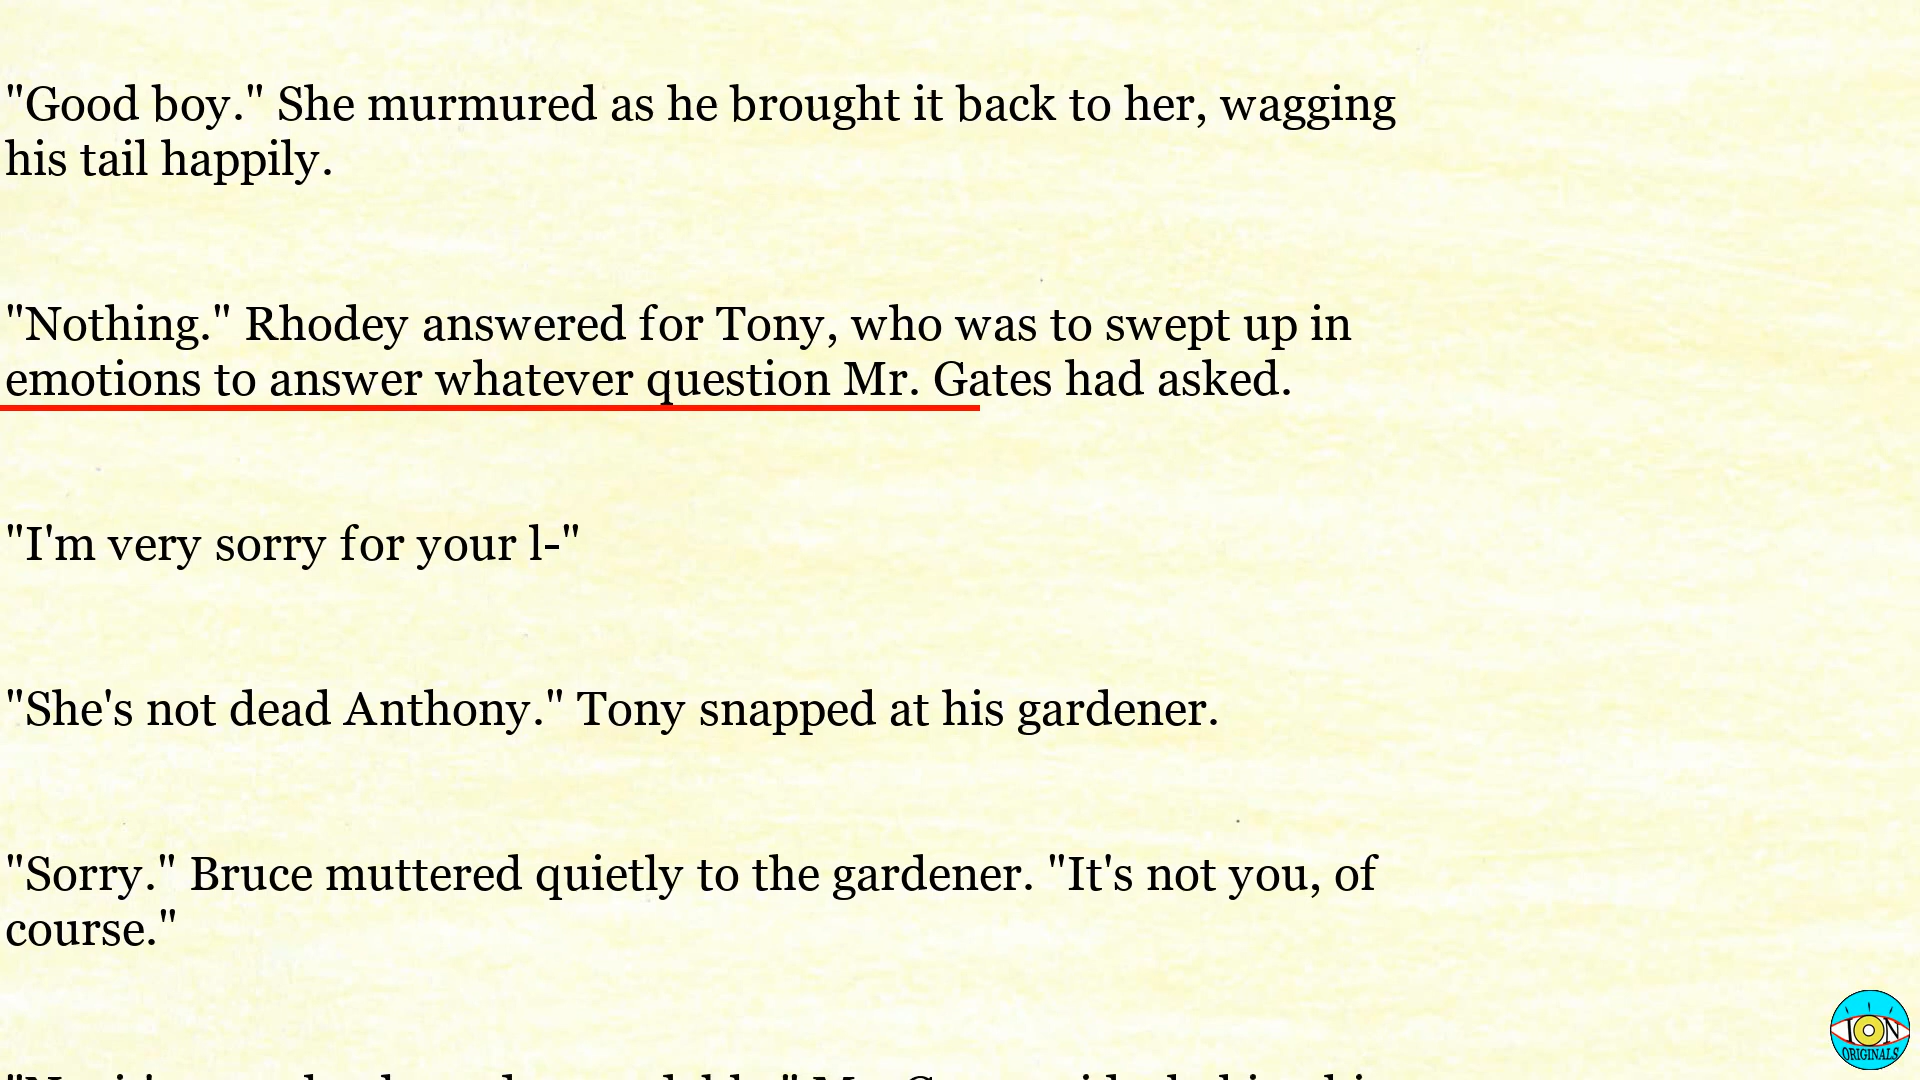 "Good boy." She murmured as he brought it back to her, wagging
his tail happily.
"Nothing." Rhodey answered for Tony, who was to swept up in
emotions to answer whatever question Mr. Gates had asked.
"I'm very sorry for your l-"
"She's not dead Anthony." Tony snapped at his gardener.
"Sorry." Bruce muttered quietly to the gardener. "It's not you, of
course."
ION
ORIGINALS